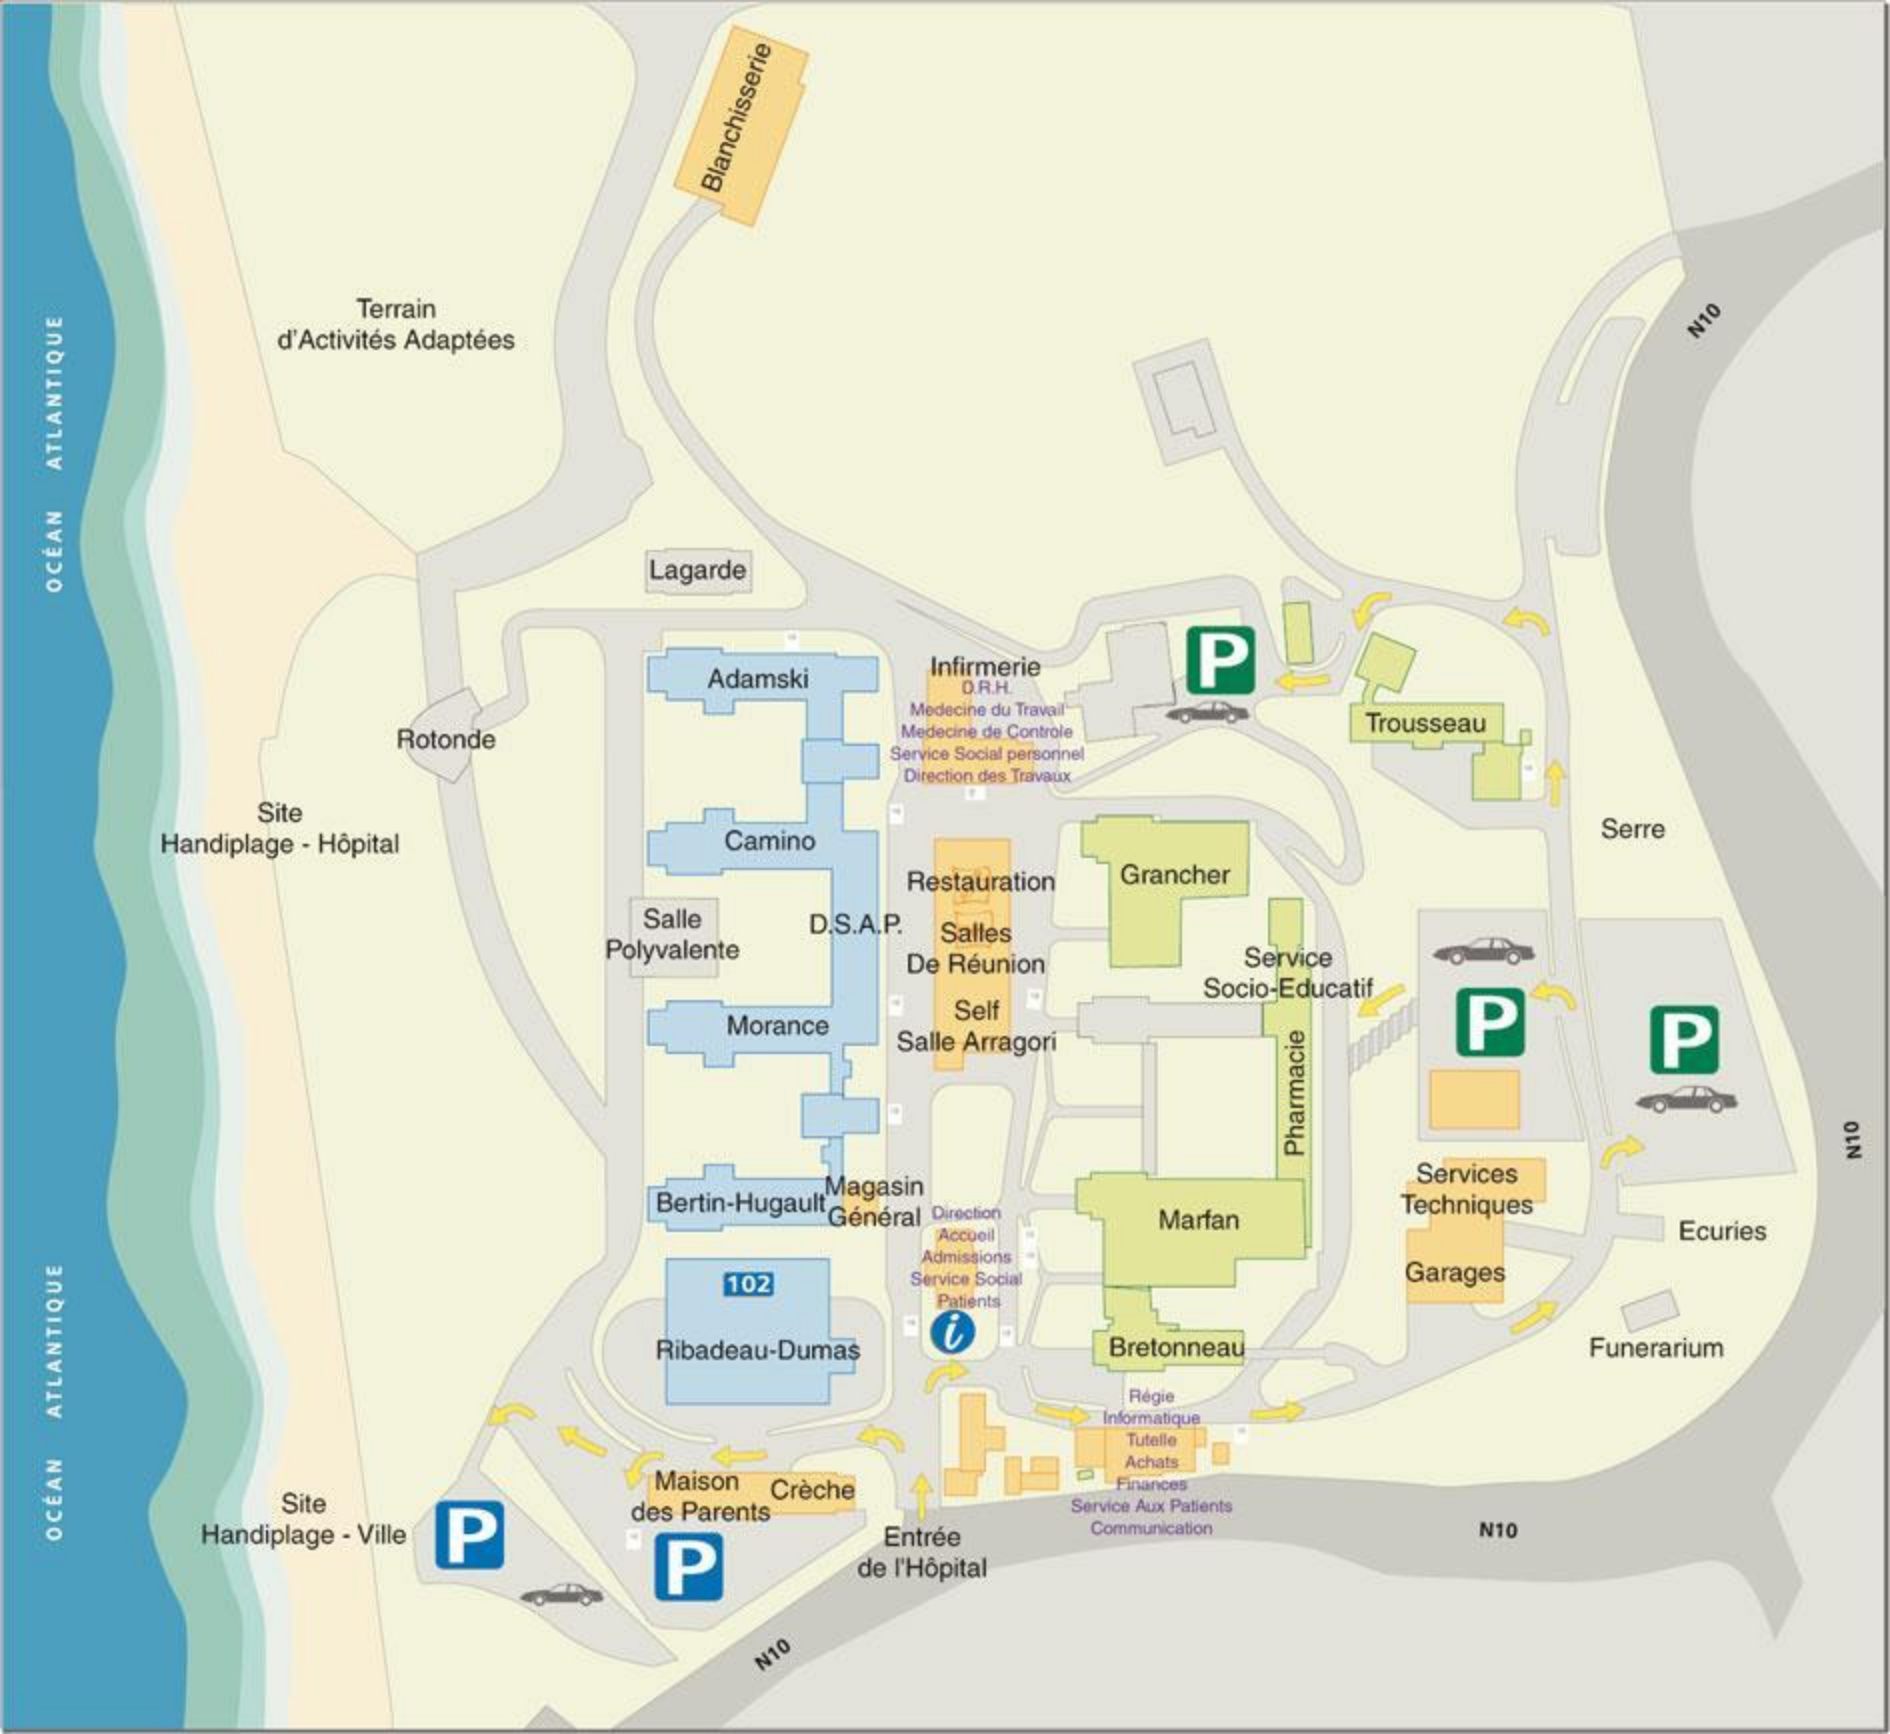 Blanchisserie
Terrain
d'Activités Adaptées
OCÉAN ATLANTIQUE
N10
Lagarde
Adamski
Infirmerie
D.R.H.
Medecine du Travail
Medecine de Controle
Service Social personnel
Direction des Travaux
P
Trousseau
Rotonde
Site
Handiplage - Hôpital
Camino
Serre
Restauration
Grancher
Salle
Polyvalente
D.S.A.P.
Salles
De Réunion
Service
Socio-Educatif
Self
Salle Arragori
Morance
P
P
Pharmacie
N10
Bertin-Hugault
Magasin
Général
Direction
Accueil
Admissions
Service Social
Patients
i
Marfan
Services
Techniques
Ecuries
Garages
102
Ribadeau-Dumas
Bretonneau
Funerarium
OCÉAN ATLANTIQUE
Régie
Informatique
Tutelle
Achats
Finances
Service Aux Patients
Communication
Maison
des Parents
Crèche
Site
Handiplage - Ville
P
P
Entrée
de l'Hôpital
N10
N10